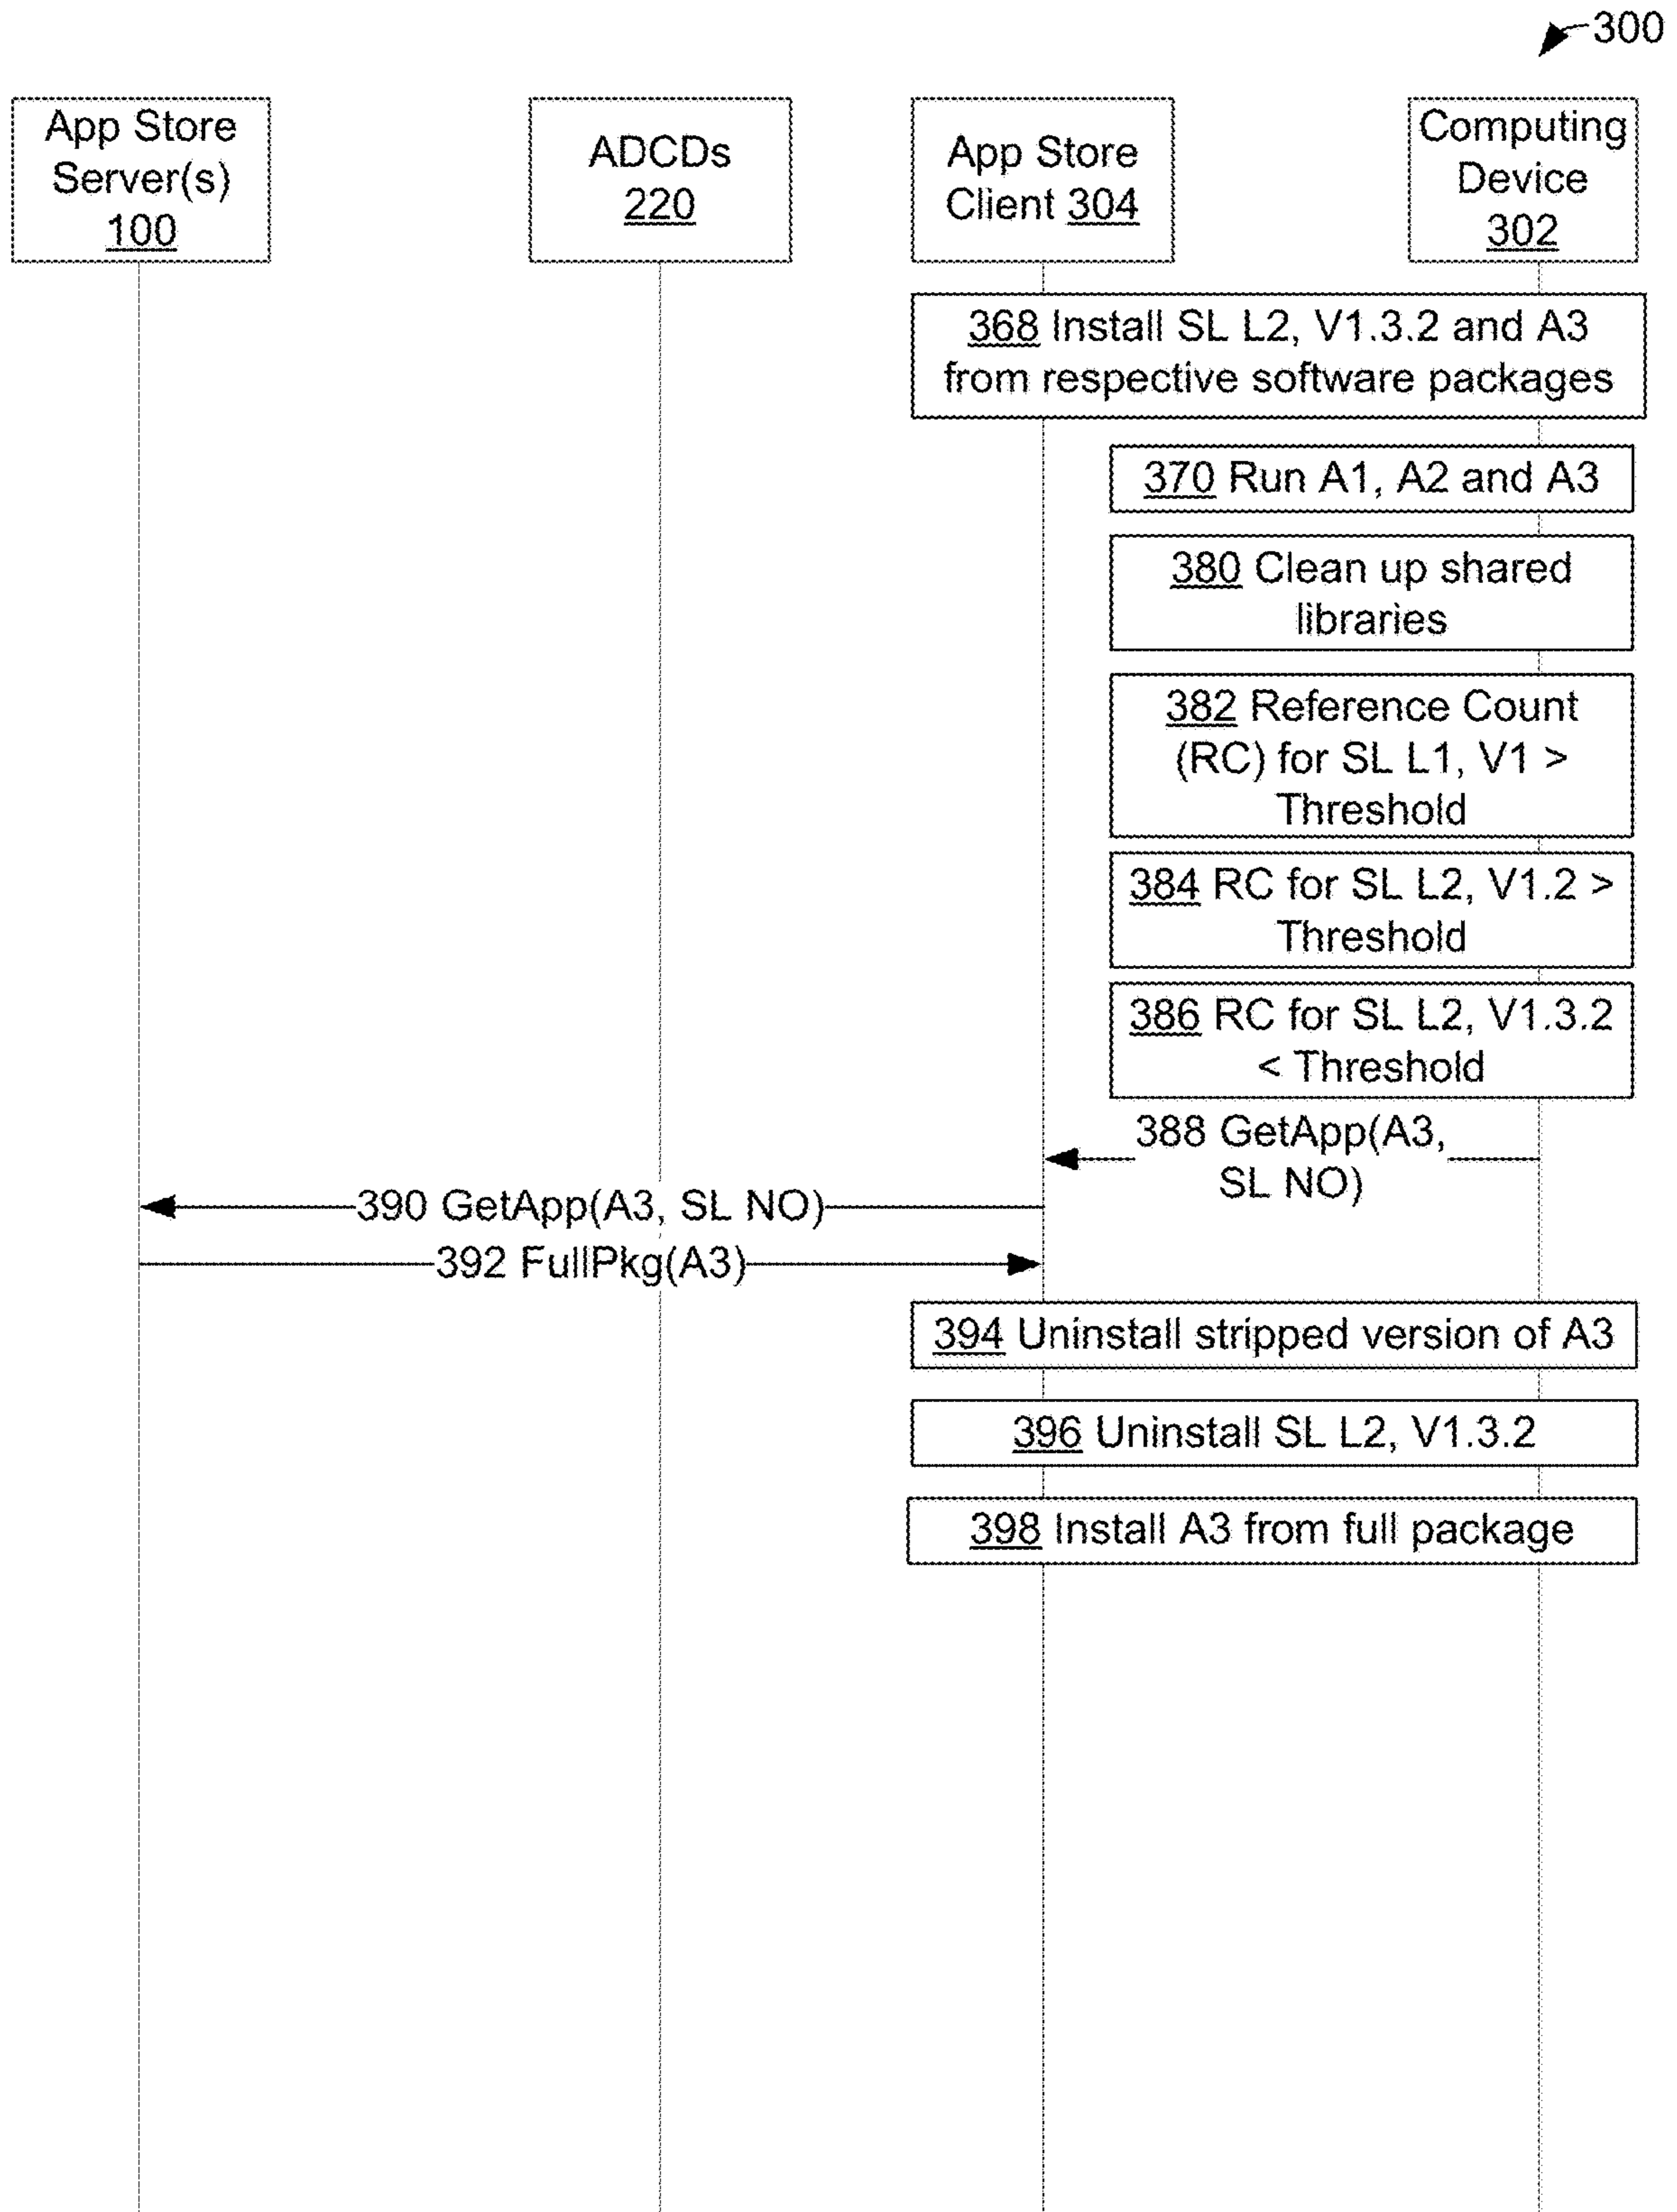 300
App Store
Server(s)
100
ADCDs
220
App Store
Client 304
Computing
Device
302
368 Install SL L2, V1.3.2 and A3
from respective software packages
370 Run A1, A2 and A3
380 Clean up shared
libraries
382 Reference Count
(RC) for SL L1, V1 >
Threshold
384 RC for SL L2, V1.2 >
Threshold
386 RC for SL L2, V1.3.2
< Threshold
388 GetApp(A3,
SL NO)
390 GetApp(A3, SL NO)
392 FullPkg(A3)
394 Uninstall stripped version of A3
396 Uninstall SL L2, V1.3.2
398 Install A3 from full package